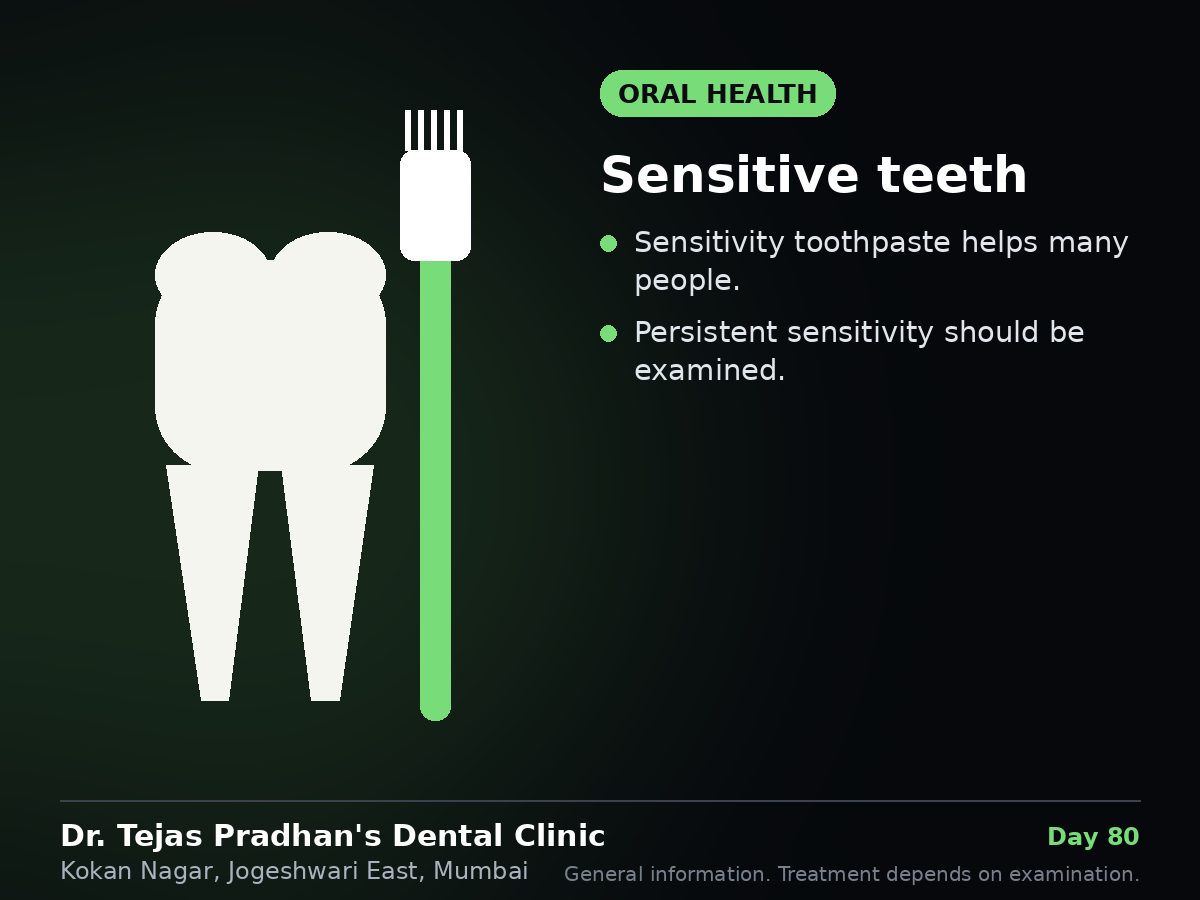 ORAL HEALTH
Sensitive teeth
Sensitivity toothpaste helps many
people.
Persistent sensitivity should be
examined.
Dr. Tejas Pradhan's Dental Clinic
Day 80
Kokan Nagar, Jogeshwari East, Mumbai
General information. Treatment depends on examination.